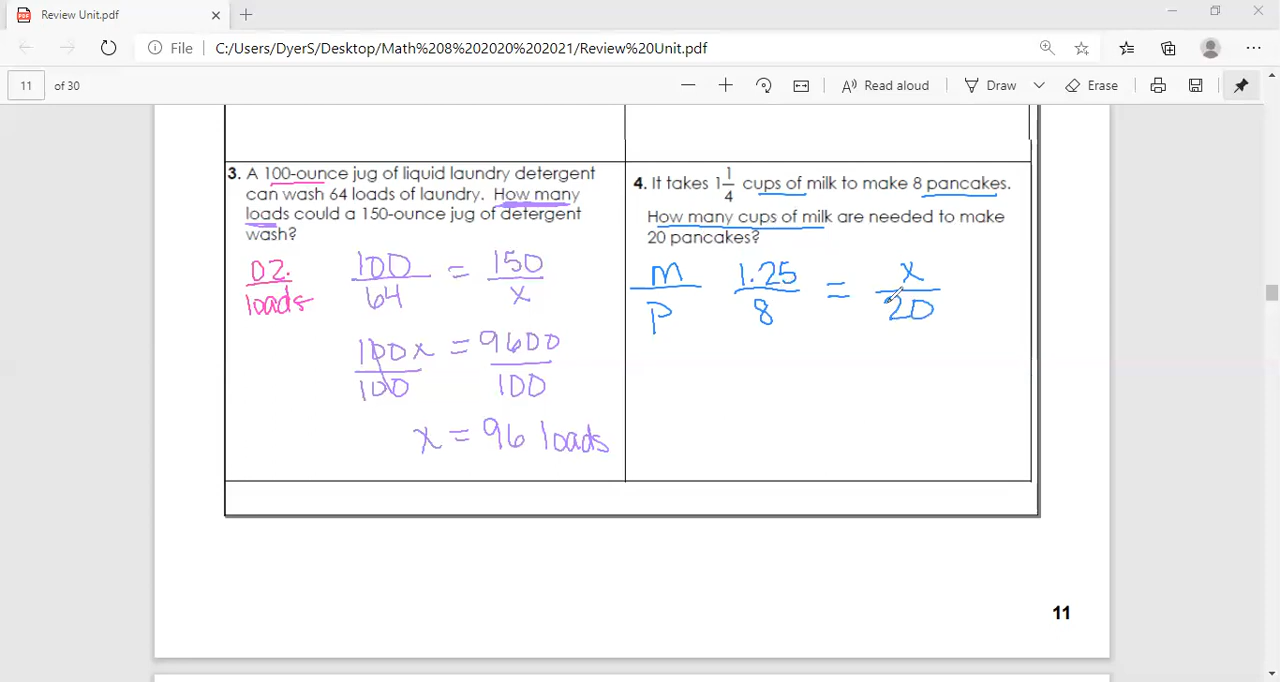 Review Unit.pdf
File C:/Users/DyerS/Desktop/Math%208%202020%202021/Review%20Unit.pdf
11 of 30
Read aloud
Draw
Erase
3. A 100-ounce jug of liquid laundry detergent
can wash 64 loads of laundry. How many
loads could a 150-ounce jug of detergent
wash?
OZ.
loads
100/64 = 150/x
100x/100 = 9600/100
x = 96 loads
4. It takes 1 1/4 cups of milk to make 8 pancakes.
How many cups of milk are needed to make
20 pancakes?
m/p 1.25/8 = x/20
11